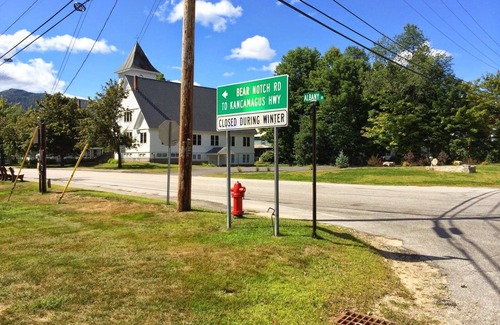 BEAR NOTCH RD
TO KANCAMAGUS HWY
CLOSED DURING WINTER
ALBANY